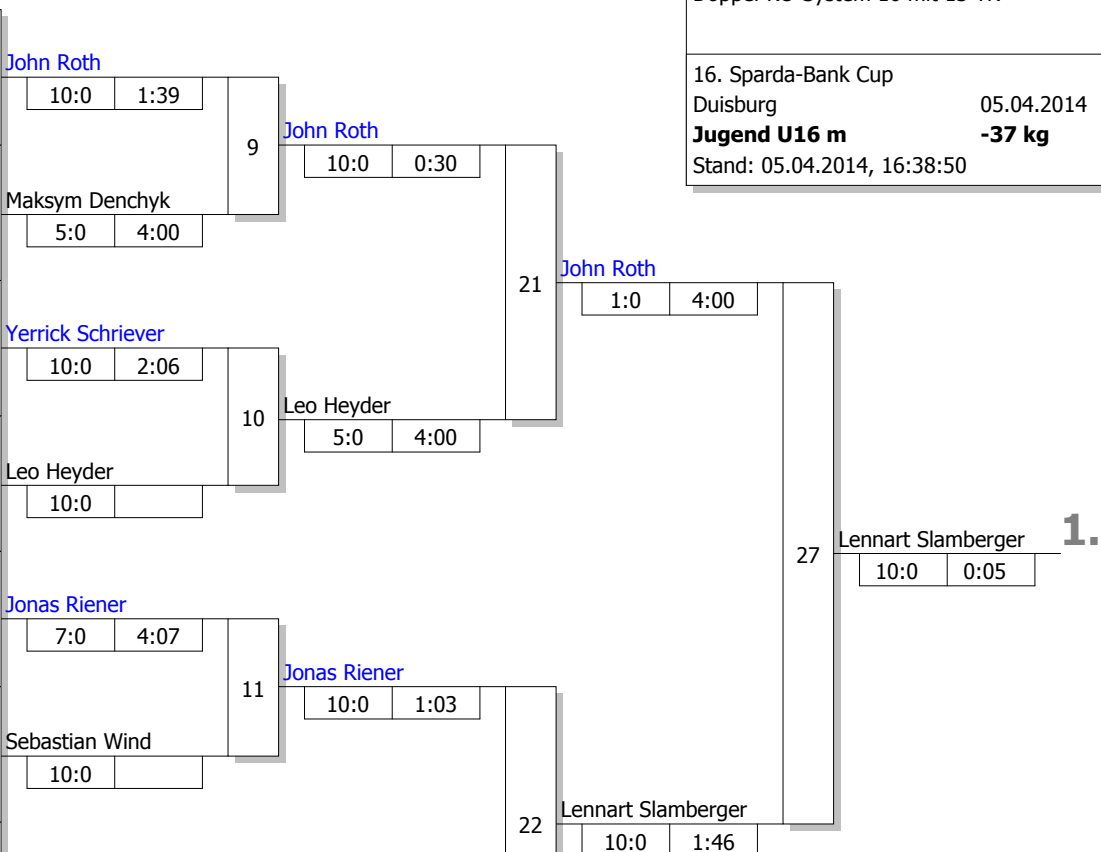 16. Sparda-Bank Cup
Duisburg 05.04.2014
Jugend U16 m -37 kg
Stand: 05.04.2014, 16:38:50
John Roth
10:0 1:39
9
John Roth
10:0 0:30
Maksym Denchyk
5:0 4:00
21
John Roth
1:0 4:00
Yerrick Schriever
10:0 2:06
10
Leo Heyder
5:0 4:00
Leo Heyder
10:0
27
Lennart Slamberger 1.
10:0 0:05
Jonas Riener
7:0 4:07
11
Jonas Riener
10:0 1:03
Sebastian Wind
10:0
22
Lennart Slamberger
10:0 1:46